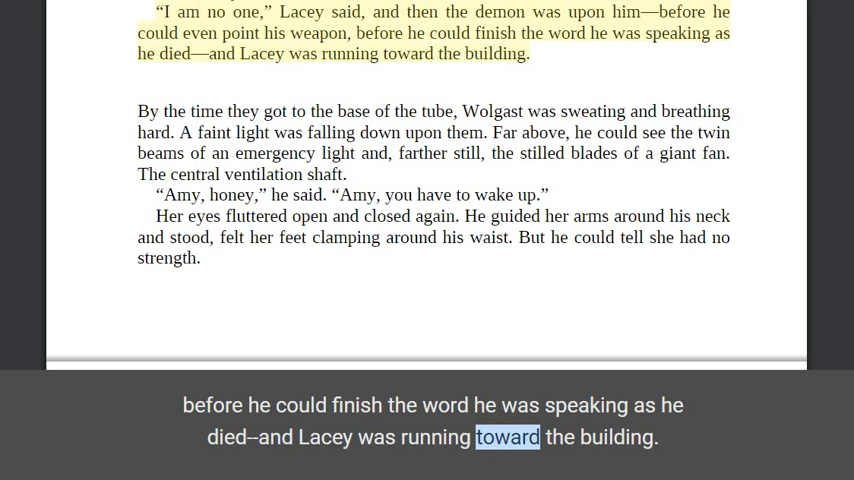 “I am no one,” Lacey said, and then the demon was upon him—before he
could even point his weapon, before he could finish the word he was speaking as
he died—and Lacey was running toward the building.
By the time they got to the base of the tube, Wolgast was sweating and breathing
hard. A faint light was falling down upon them. Far above, he could see the twin
beams of an emergency light and, farther still, the stilled blades of a giant fan.
The central ventilation shaft.
“Amy, honey,” he said. “Amy, you have to wake up.”
Her eyes fluttered open and closed again. He guided her arms around his neck
and stood, felt her feet clamping around his waist. But he could tell she had no
strength.
before he could finish the word he was speaking as he
died--and Lacey was running toward the building.